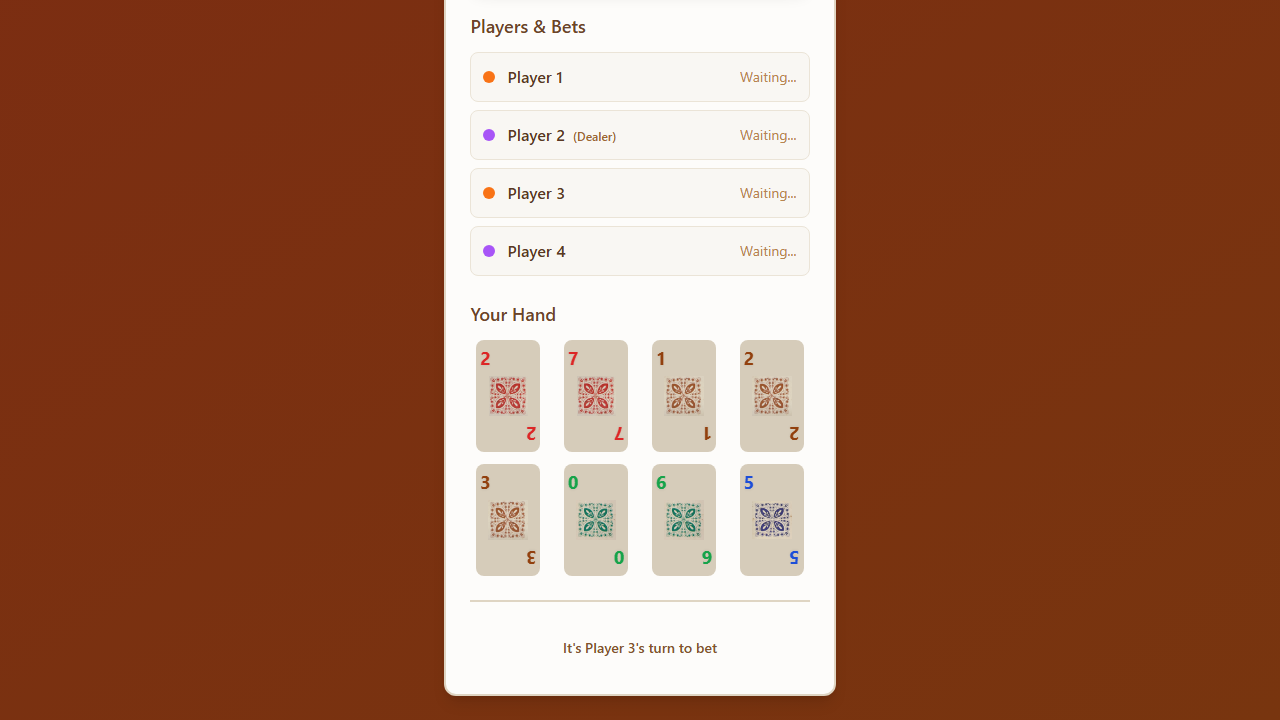 Players & Bets
Player 1 Waiting...
Player 2 (Dealer) Waiting...
Player 3 Waiting...
Player 4 Waiting...
Your Hand
2 7 1 2
2 7 1 2
3 0 6 5
3 0 6 5
It's Player 3's turn to bet